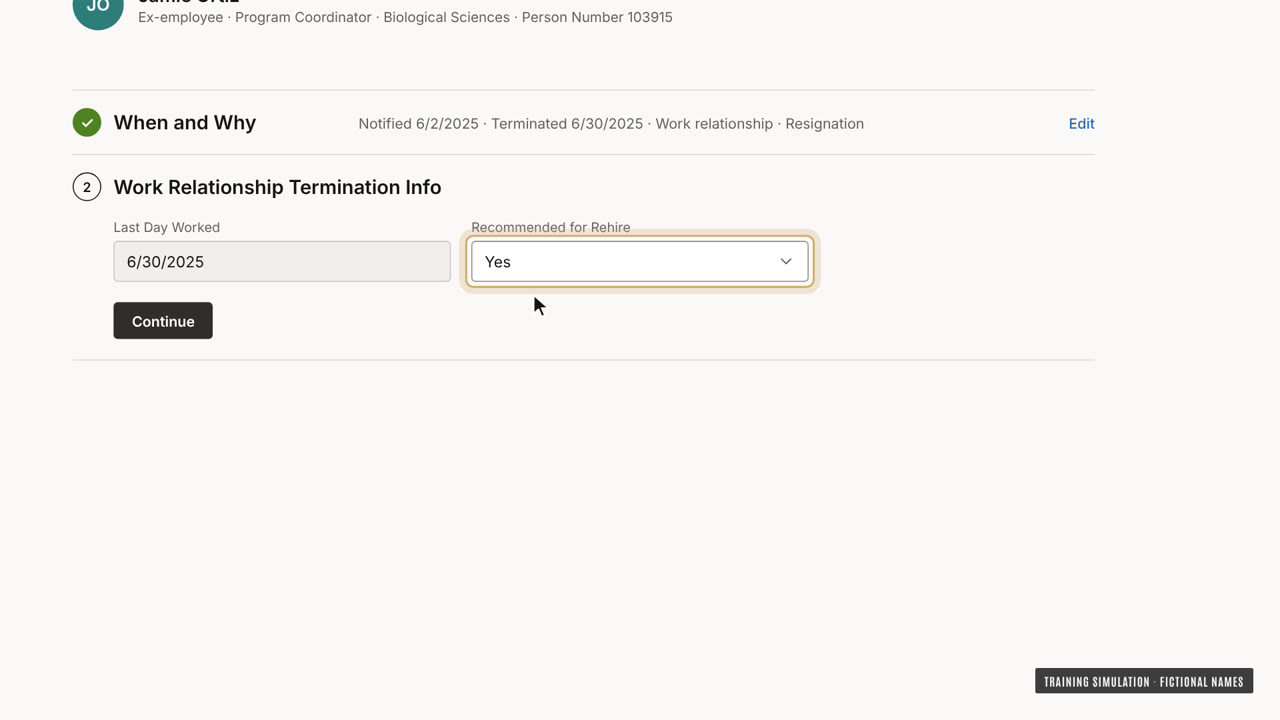 JO
Ex-employee · Program Coordinator · Biological Sciences · Person Number 103915
When and Why
Notified 6/2/2025 · Terminated 6/30/2025 · Work relationship · Resignation
Edit
2
Work Relationship Termination Info
Last Day Worked
Recommended for Rehire
6/30/2025
Yes
Continue
TRAINING SIMULATION · FICTIONAL NAMES